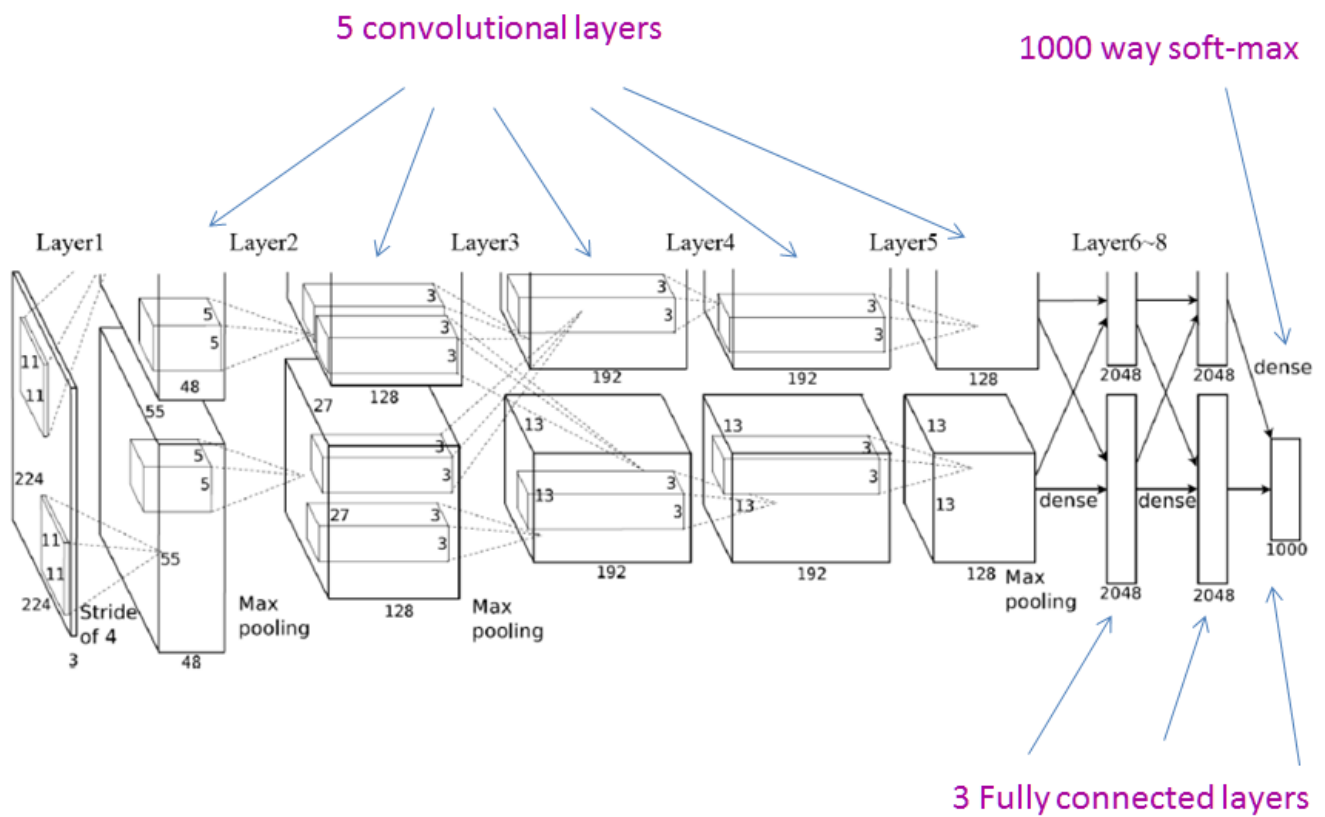 5 convolutional layers
1000 way soft-max
Layer1
Layer2
Layer3
Layer4
Layer5
Layer6~8
11
11
224
11
11
224
3
Stride
of 4
5
5
48
55
5
5
55
48
Max
pooling
3
3
3
128
27
3
3
27
3
3
128
Max
pooling
3
3
192
13
13
3
3
192
3
3
192
13
3
3
13
192
128
13
13
128
Max
pooling
dense
dense
2048
2048
dense
2048
2048
1000
3 Fully connected layers